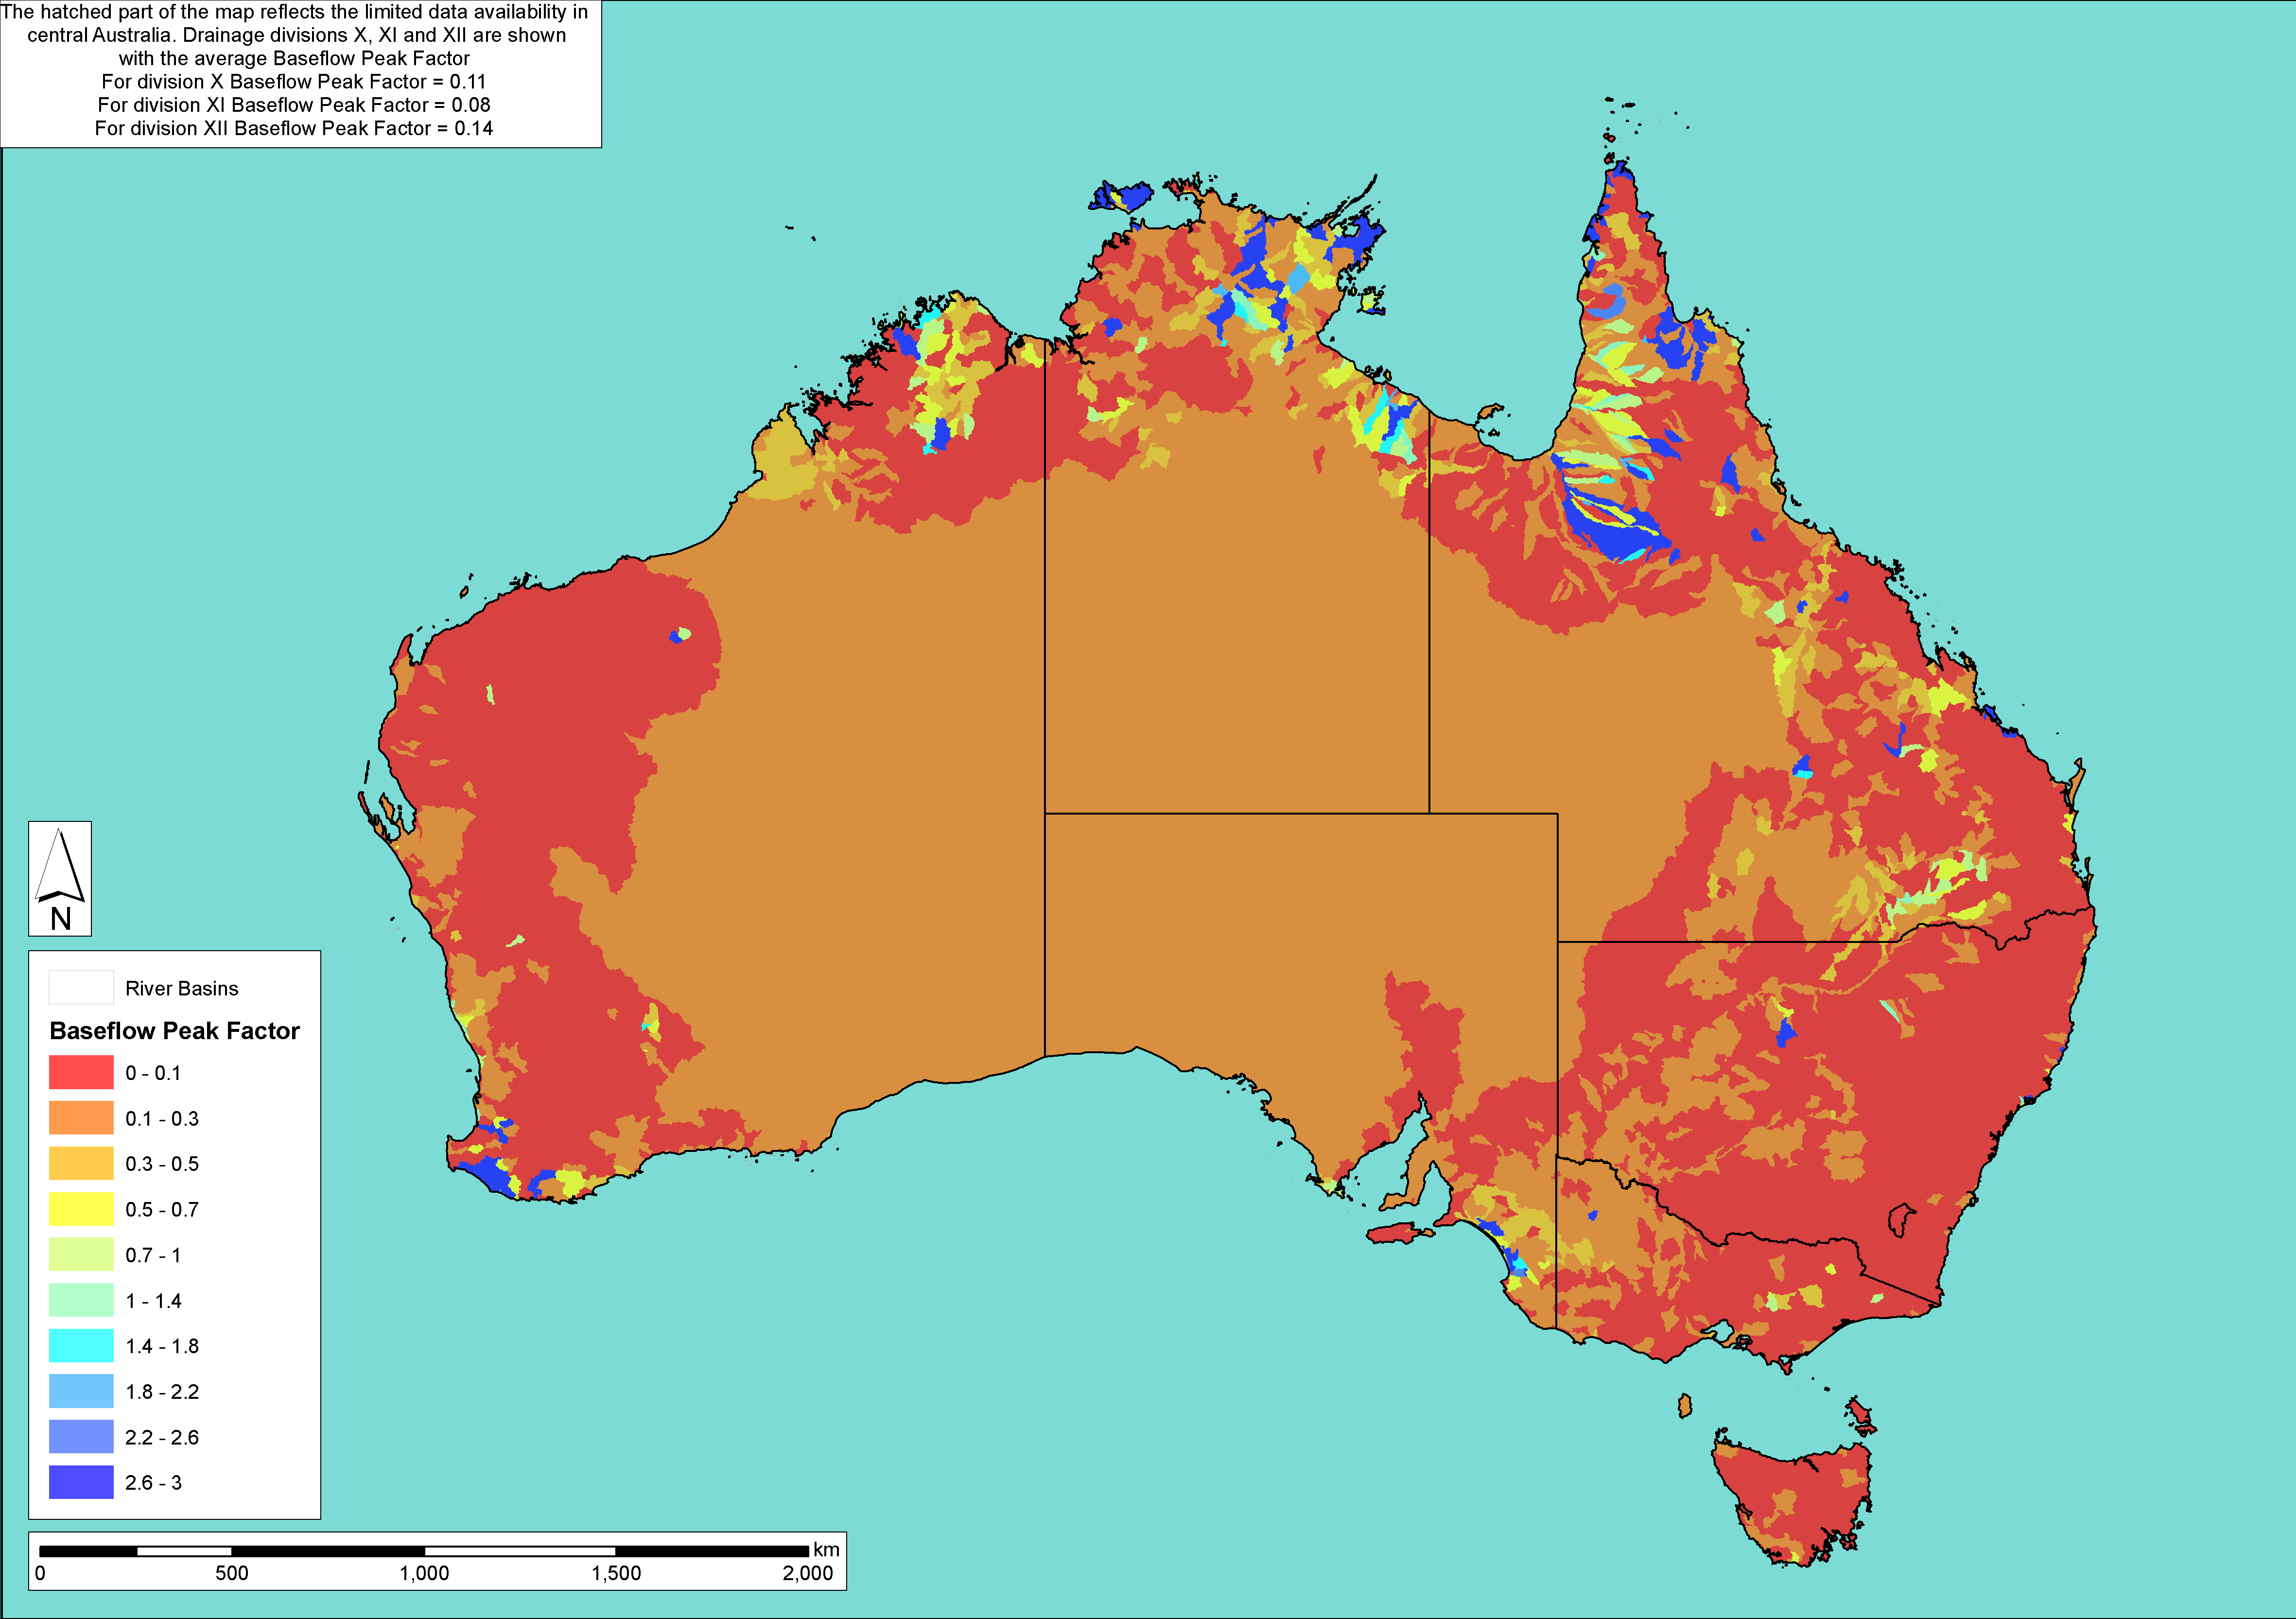 The hatched part of the map reflects the limited data availability in
central Australia. Drainage divisions X, XI and XII are shown
with the average Baseflow Peak Factor
For division X Baseflow Peak Factor = 0.11
For division XI Baseflow Peak Factor = 0.08
For division XII Baseflow Peak Factor = 0.14
N
River Basins
Baseflow Peak Factor
0 - 0.1
0.1 - 0.3
0.3 - 0.5
0.5 - 0.7
0.7 - 1
1 - 1.4
1.4 - 1.8
1.8 - 2.2
2.2 - 2.6
2.6 - 3
km
0 500 1,000 1,500 2,000